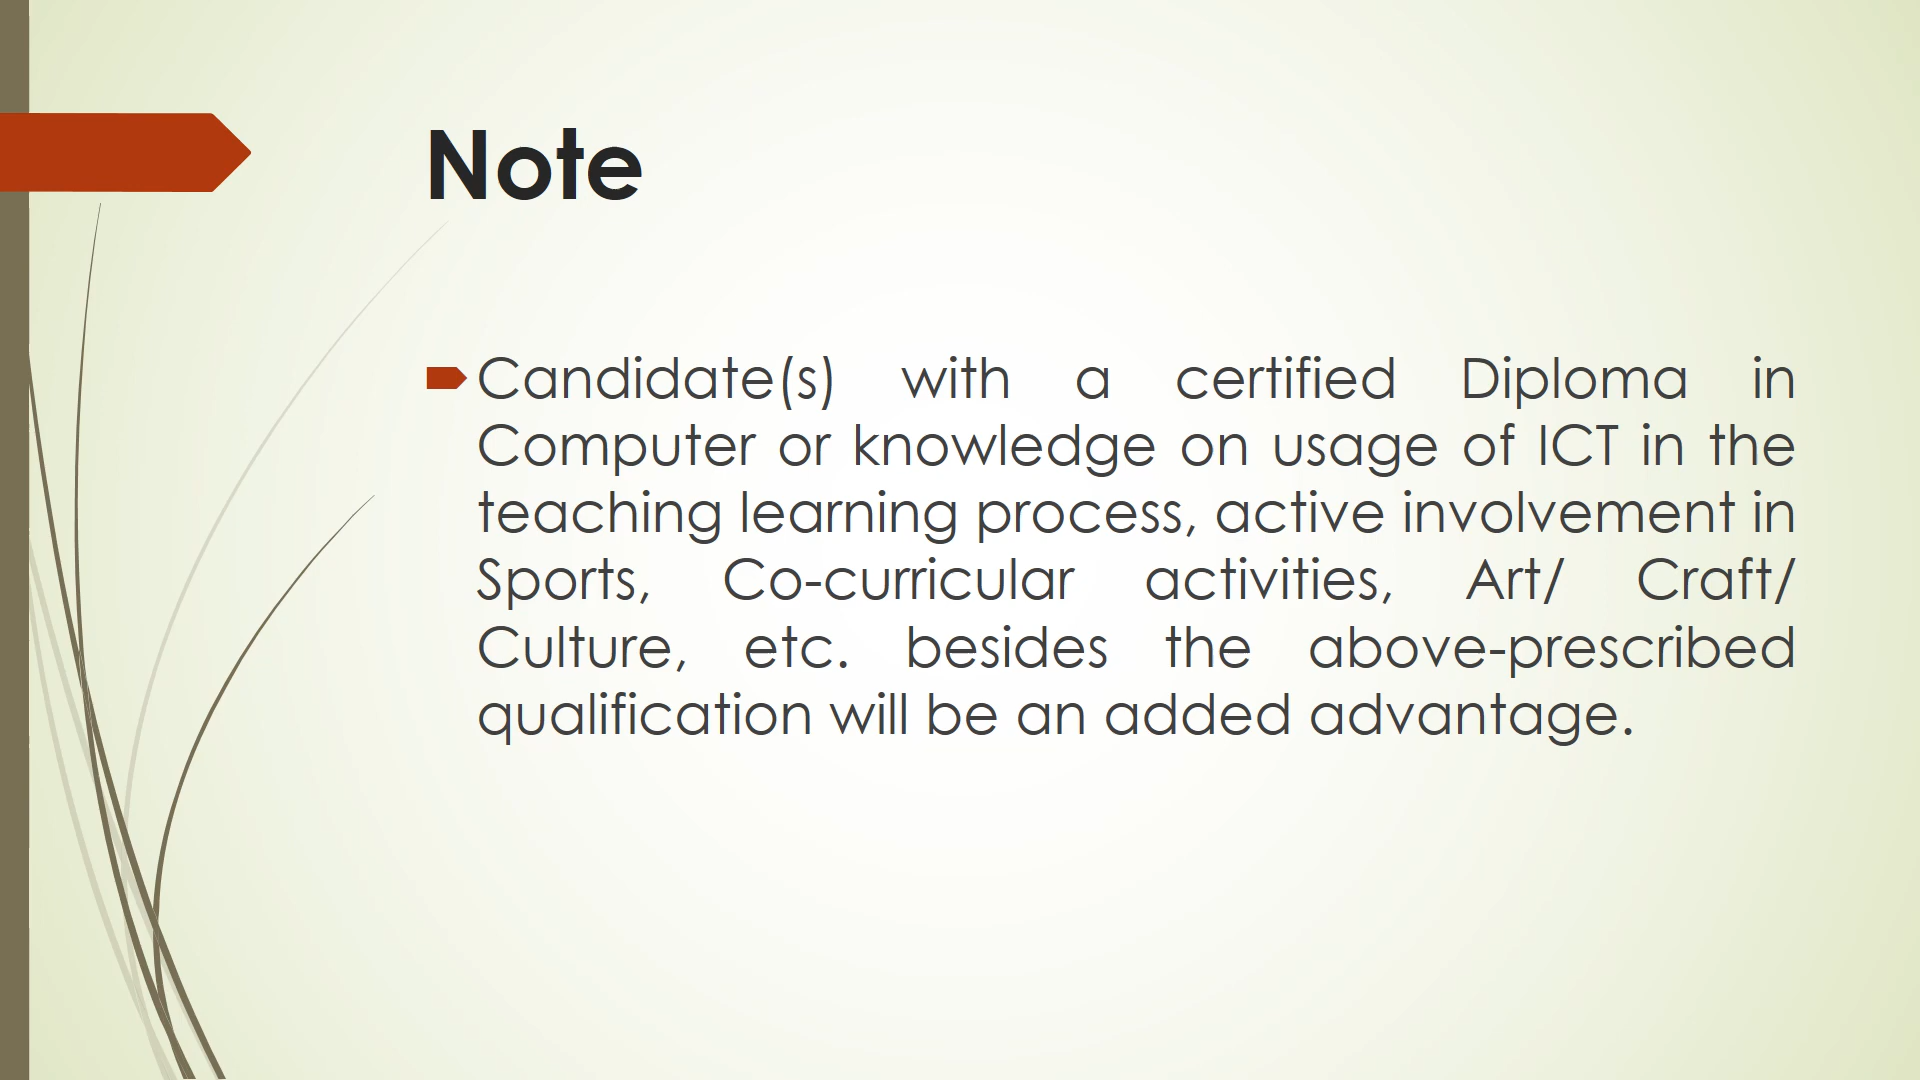 Note
Candidate(s) with a certified Diploma in
Computer or knowledge on usage of ICT in the
teaching learning process, active involvement in
Sports, Co-curricular activities, Art/ Craft/
Culture, etc. besides the above-prescribed
qualification will be an added advantage.